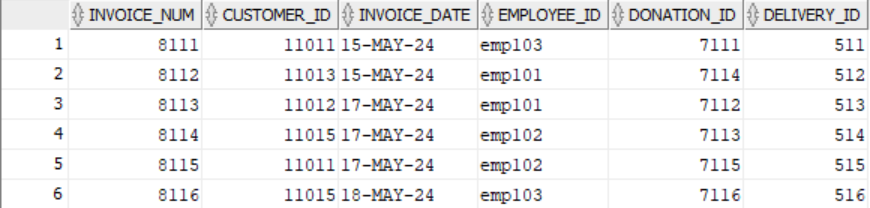 INVOICE_NUM CUSTOMER_ID INVOICE_DATE EMPLOYEE_ID DONATION_ID DELIVERY_ID
1 8111 11011 15-MAY-24 emp103 7111 511
2 8112 11013 15-MAY-24 emp101 7114 512
3 8113 11012 17-MAY-24 emp101 7112 513
4 8114 11015 17-MAY-24 emp102 7113 514
5 8115 11011 17-MAY-24 emp102 7115 515
6 8116 11015 18-MAY-24 emp103 7116 516